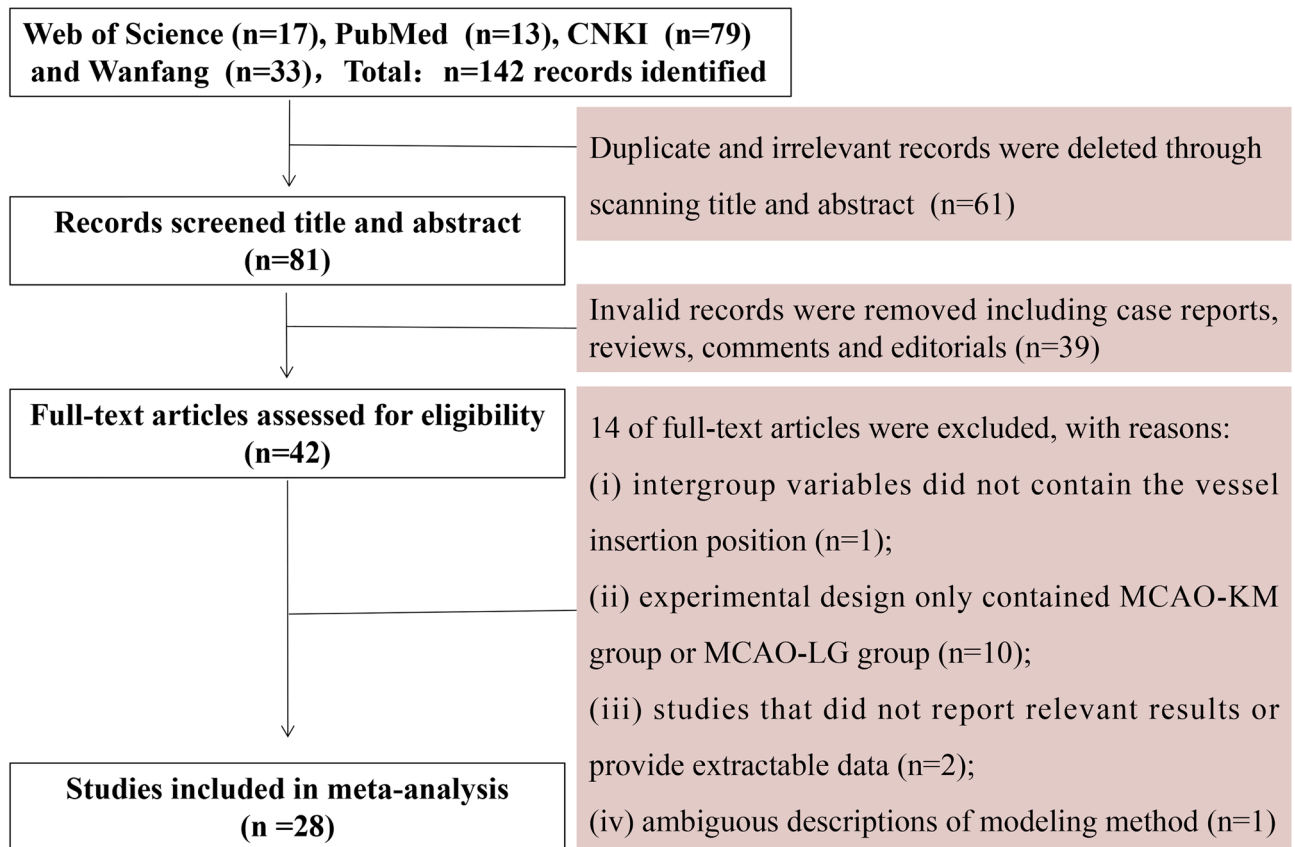 Web of Science (n=17), PubMed (n=13), CNKI (n=79)
and Wanfang (n=33)，Total：n=142 records identified
Duplicate and irrelevant records were deleted through
scanning title and abstract (n=61)
Records screened title and abstract
(n=81)
Invalid records were removed including case reports,
reviews, comments and editorials (n=39)
Full-text articles assessed for eligibility
(n=42)
14 of full-text articles were excluded, with reasons:
(i) intergroup variables did not contain the vessel
insertion position (n=1);
(ii) experimental design only contained MCAO-KM
group or MCAO-LG group (n=10);
(iii) studies that did not report relevant results or
provide extractable data (n=2);
(iv) ambiguous descriptions of modeling method (n=1)
Studies included in meta-analysis
(n =28)